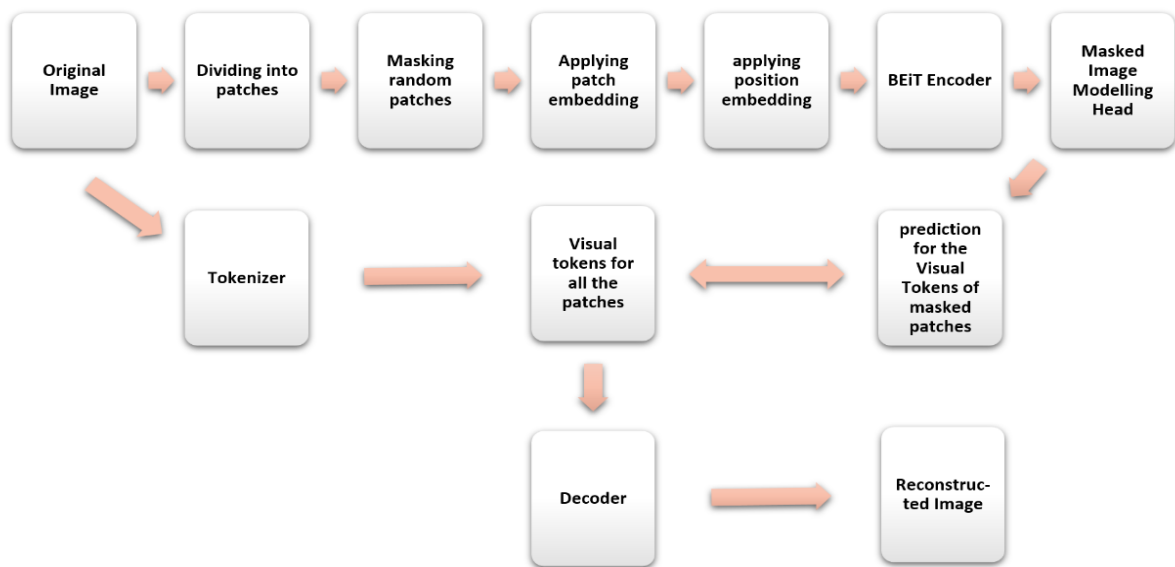 Original
Image
Dividing into
patches
Masking
random
patches
Applying
patch
embedding
applying
position
embedding
BEiT Encoder
Masked
Image
Modelling
Head
Tokenizer
Visual
tokens for
all the
patches
prediction
for the
Visual
Tokens of
masked
patches
Decoder
Reconstruc-
ted Image